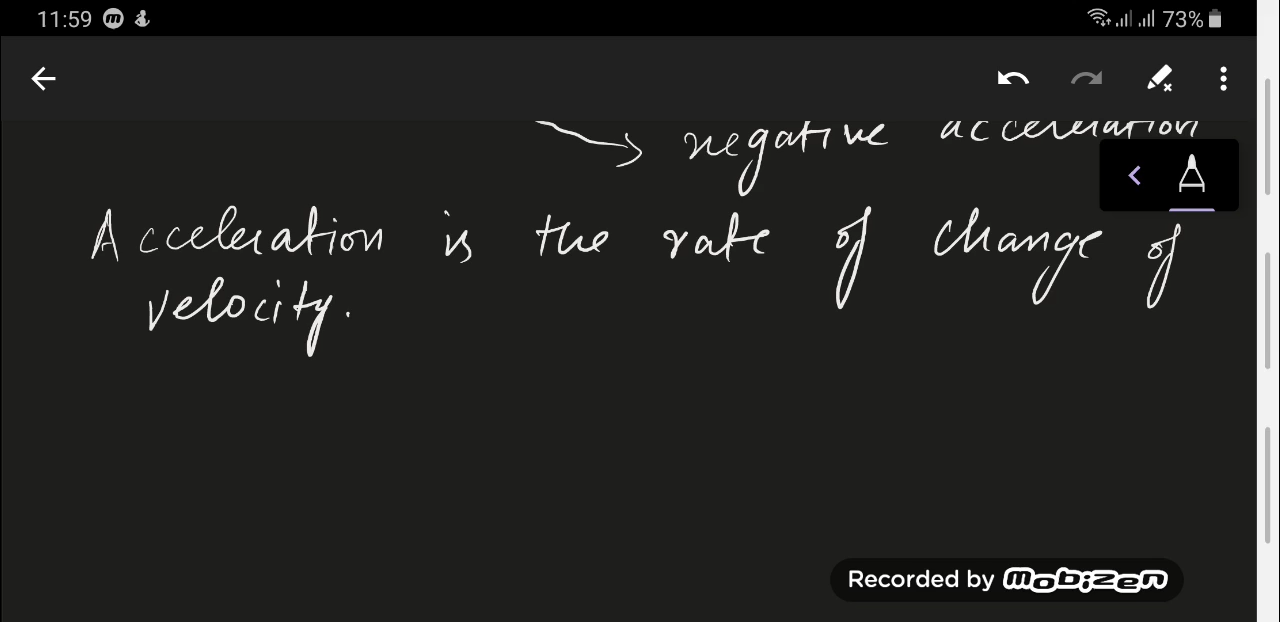 11:59
73%
negative acceleration
Acceleration is the rate of change of
velocity.
Recorded by mobizen